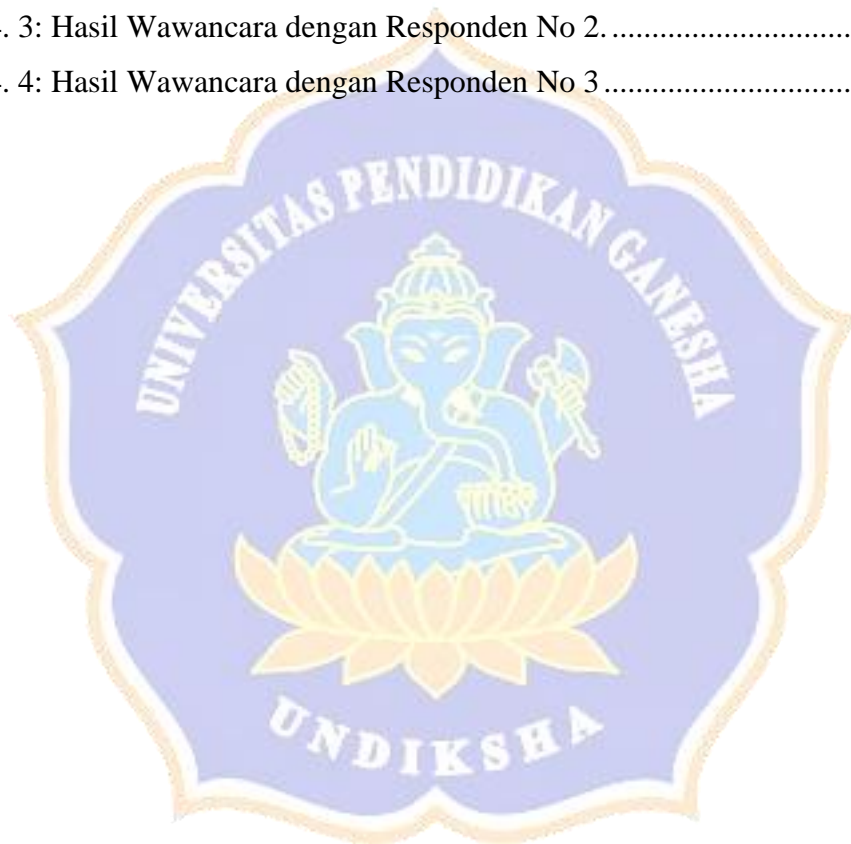 . 3: Hasil Wawancara dengan Responden No 2. ..............................
. 4: Hasil Wawancara dengan Responden No 3 ..............................
UNIVERSITAS PENDIDIKAN GANESHA
UNDIKSHA